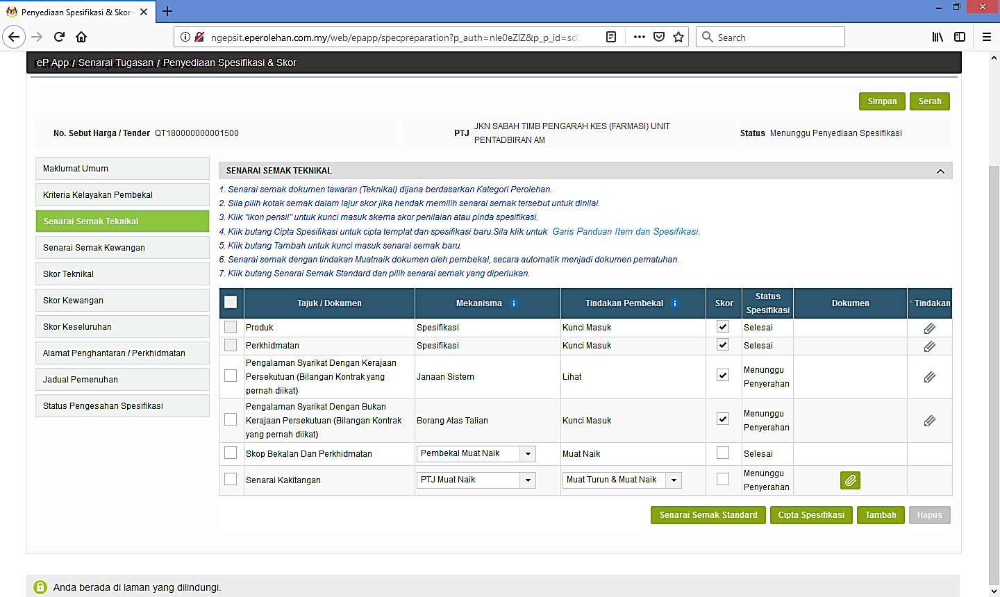 Penyediaan Spesifikasi & Skor -
ngepsit.eperolehan.com.my/web/epapp/specpreparation?p_auth=nle0eZlZ&p_p_id=sc
Search
eP App / Senarai Tugasan / Penyediaan Spesifikasi & Skor
Simpan
Serah
No. Sebut Harga / Tender QT180000000001500
PTJ JKN SABAH TIMB PENGARAH KES (FARMASI) UNIT
PENTADBIRAN AM
Status Menunggu Penyediaan Spesifikasi
Maklumat Umum
Kriteria Kelayakan Pembekal
Senarai Semak Teknikal
Senarai Semak Kewangan
Skor Teknikal
Skor Kewangan
Skor Keseluruhan
Alamat Penghantaran / Perkhidmatan
Jadual Pemenuhan
Status Pengesahan Spesifikasi
SENARAI SEMAK TEKNIKAL
1. Senarai semak dokumen tawaran (Teknikal) dijana berdasarkan Kategori Perolehan.
2. Sila pilih kotak semak dalam lajur skor jika hendak memilih senarai semak tersebut untuk dinilai.
3. Klik "ikon pensil" untuk kunci masuk skema skor penilaian atau pinda spesifikasi.
4. Klik butang Cipta Spesifikasi untuk cipta templat dan spesifikasi baru.Sila klik untuk Garis Panduan Item dan Spesifikasi.
5. Klik butang Tambah untuk kunci masuk senarai semak baru.
6. Senarai semak dengan tindakan Muatnaik dokumen oleh pembekal, secara automatik menjadi dokumen pematuhan.
7. Klik butang Senarai Semak Standard dan pilih senarai semak yang diperlukan.
Tajuk / Dokumen
Mekanisma
Tindakan Pembekal
Skor
Status
Spesifikasi
Dokumen
* Tindakan
Produk
Spesifikasi
Kunci Masuk
Selesai
Perkhidmatan
Spesifikasi
Kunci Masuk
Selesai
Pengalaman Syarikat Dengan Kerajaan
Persekutuan (Bilangan Kontrak yang
pernah diikat)
Janaan Sistem
Lihat
Menunggu
Penyerahan
Pengalaman Syarikat Dengan Bukan
Kerajaan Persekutuan (Bilangan Kontrak
yang pernah diikat)
Borang Atas Talian
Kunci Masuk
Menunggu
Penyerahan
Skop Bekalan Dan Perkhidmatan
Pembekal Muat Naik
Muat Naik
Selesai
Senarai Kakitangan
PTJ Muat Naik
Muat Turun & Muat Naik
Menunggu
Penyerahan
Senarai Semak Standard
Cipta Spesifikasi
Tambah
Hapus
Anda berada di laman yang dilindungi.